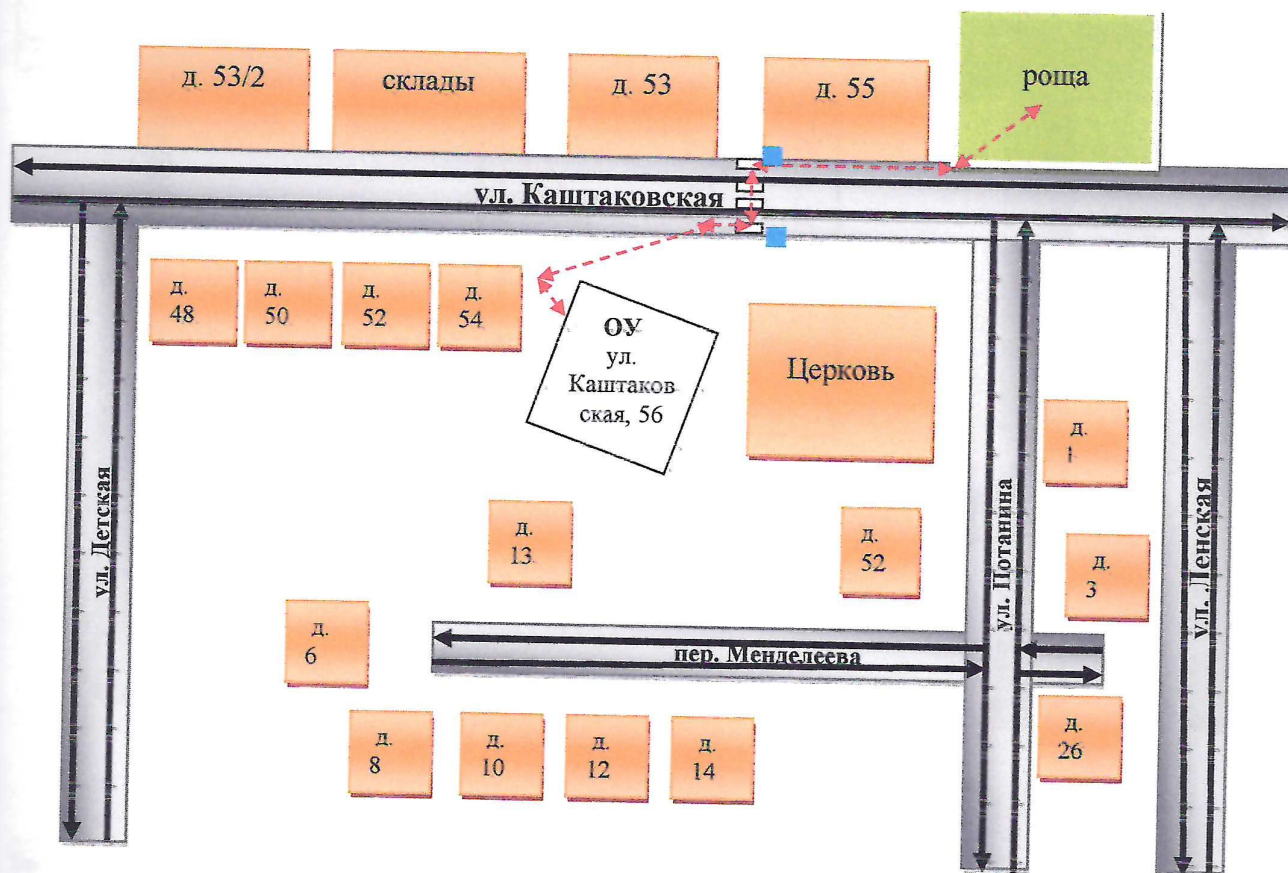 д. 53/2
склады
д. 53
д. 55
роща
ул. Каштаковская
д.
48
д.
50
д.
52
д.
54
ОУ
ул.
Каштаков
ская, 56
Церковь
д.
1
ул. Детская
ул. Потанина
ул. Ленская
д.
13
д.
52
д.
3
д.
6
пер. Менделеева
д.
8
д.
10
д.
12
д.
14
д.
26